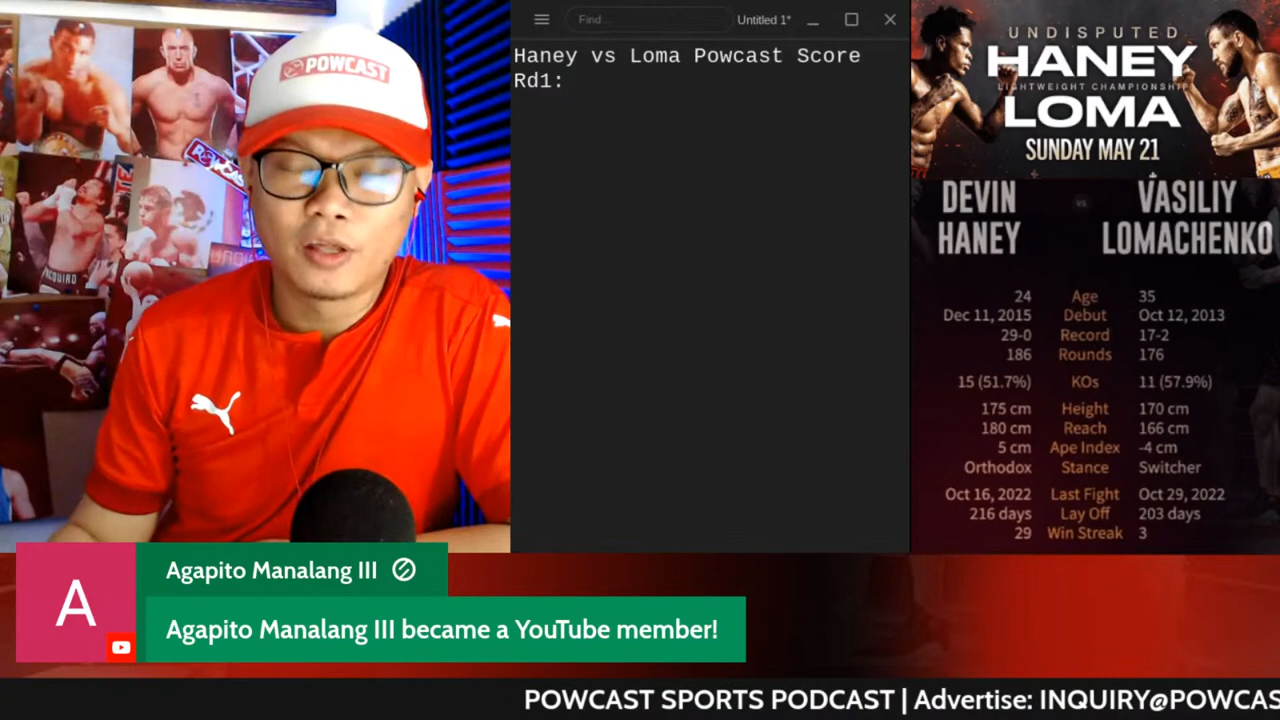 POWCAST
POWCAST
ACQUIRO
Find...
Untitled 1*
Haney vs Loma Powcast Score
Rd1:
UNDISPUTED
HANEY
LIGHTWEIGHT CHAMPIONSHIP
LOMA
SUNDAY MAY 21
DEVIN HANEY
vs
VASILIY LOMACHENKO
24 Age 35
Dec 11, 2015 Debut Oct 12, 2013
29-0 Record 17-2
186 Rounds 176
15 (51.7%) KOs 11 (57.9%)
175 cm Height 170 cm
180 cm Reach 166 cm
5 cm Ape Index -4 cm
Orthodox Stance Switcher
Oct 16, 2022 Last Fight Oct 29, 2022
216 days Lay Off 203 days
29 Win Streak 3
A
Agapito Manalang III
Agapito Manalang III became a YouTube member!
POWCAST SPORTS PODCAST | Advertise: INQUIRY@POWCAS